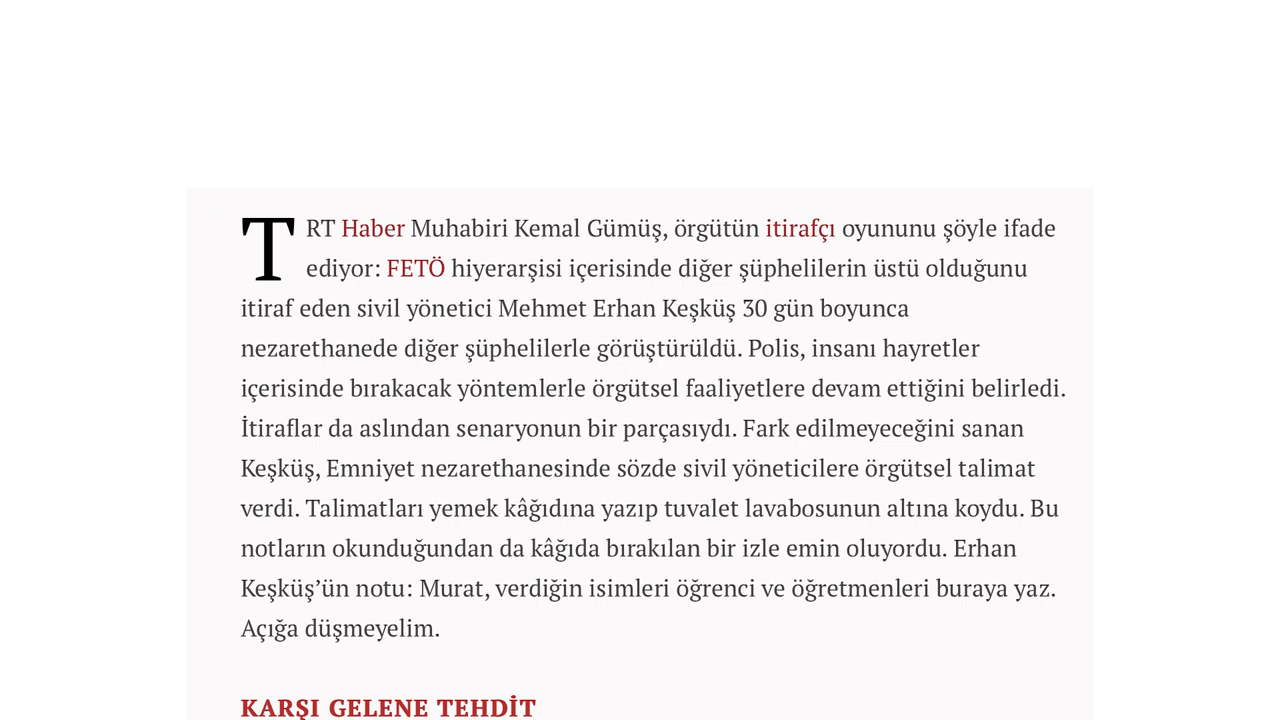 TRT Haber Muhabiri Kemal Gümüş, örgütün itirafçı oyununu şöyle ifade
ediyor: FETÖ hiyerarşisi içerisinde diğer şüphelilerin üstü olduğunu
itiraf eden sivil yönetici Mehmet Erhan Keşküş 30 gün boyunca
nezarethanede diğer şüphelilerle görüştürüldü. Polis, insanı hayretler
içerisinde bırakacak yöntemlerle örgütsel faaliyetlere devam ettiğini belirledi.
İtiraflar da aslından senaryonun bir parçasıydı. Fark edilmeyeceğini sanan
Keşküş, Emniyet nezarethanesinde sözde sivil yöneticilere örgütsel talimat
verdi. Talimatları yemek kâğıdına yazıp tuvalet lavabosunun altına koydu. Bu
notların okunduğundan da kâğıda bırakılan bir izle emin oluyordu. Erhan
Keşküş’ün notu: Murat, verdiğin isimleri öğrenci ve öğretmenleri buraya yaz.
Açığa düşmeyelim.
KARŞI GELENE TEHDİT